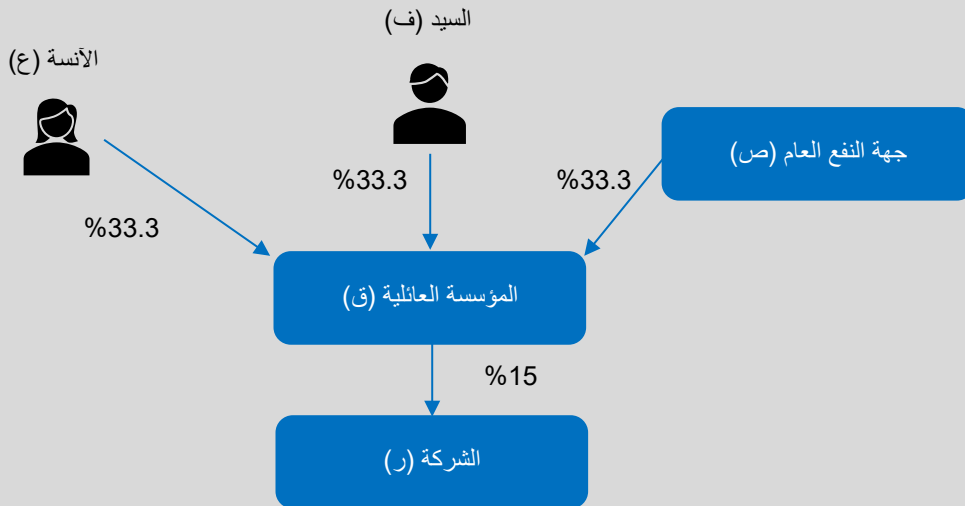 السيد (ف)
الآنسة (ع)
جهة النفع العام (ص)
%33.3
%33.3
%33.3
المؤسسة العائلية (ق)
%15
الشركة (ر)